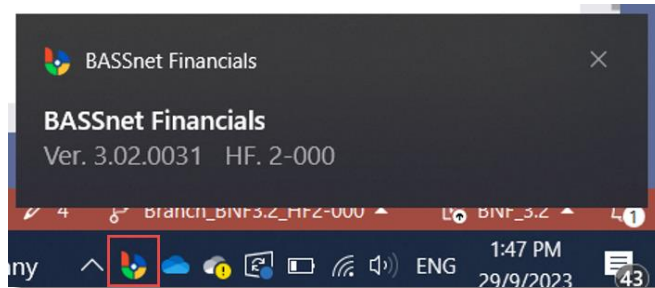 BASSnet Financials
BASSnet Financials
Ver. 3.02.0031 HF. 2-000
4 Branch_BNF3.2_HF2-000 BNF_3.2 1
ny ENG 1:47 PM
29/9/2023 43